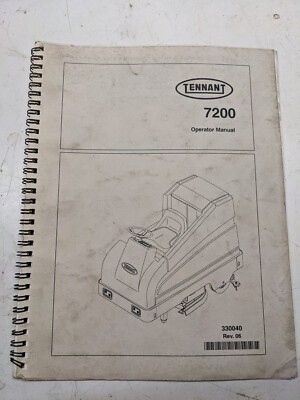 TENNANT
7200
Operator Manual
TENNANT
330040
Rev. 06